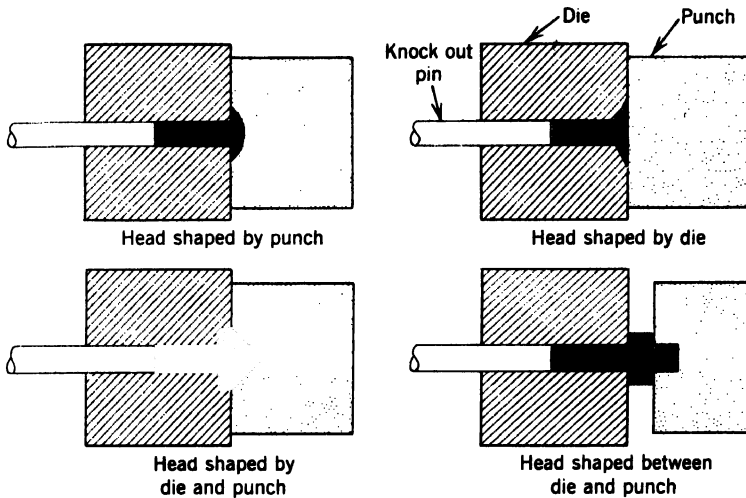 Die
Punch
Knock out
pin
Head shaped by punch
Head shaped by die
Head shaped by
die and punch
Head shaped between
die and punch